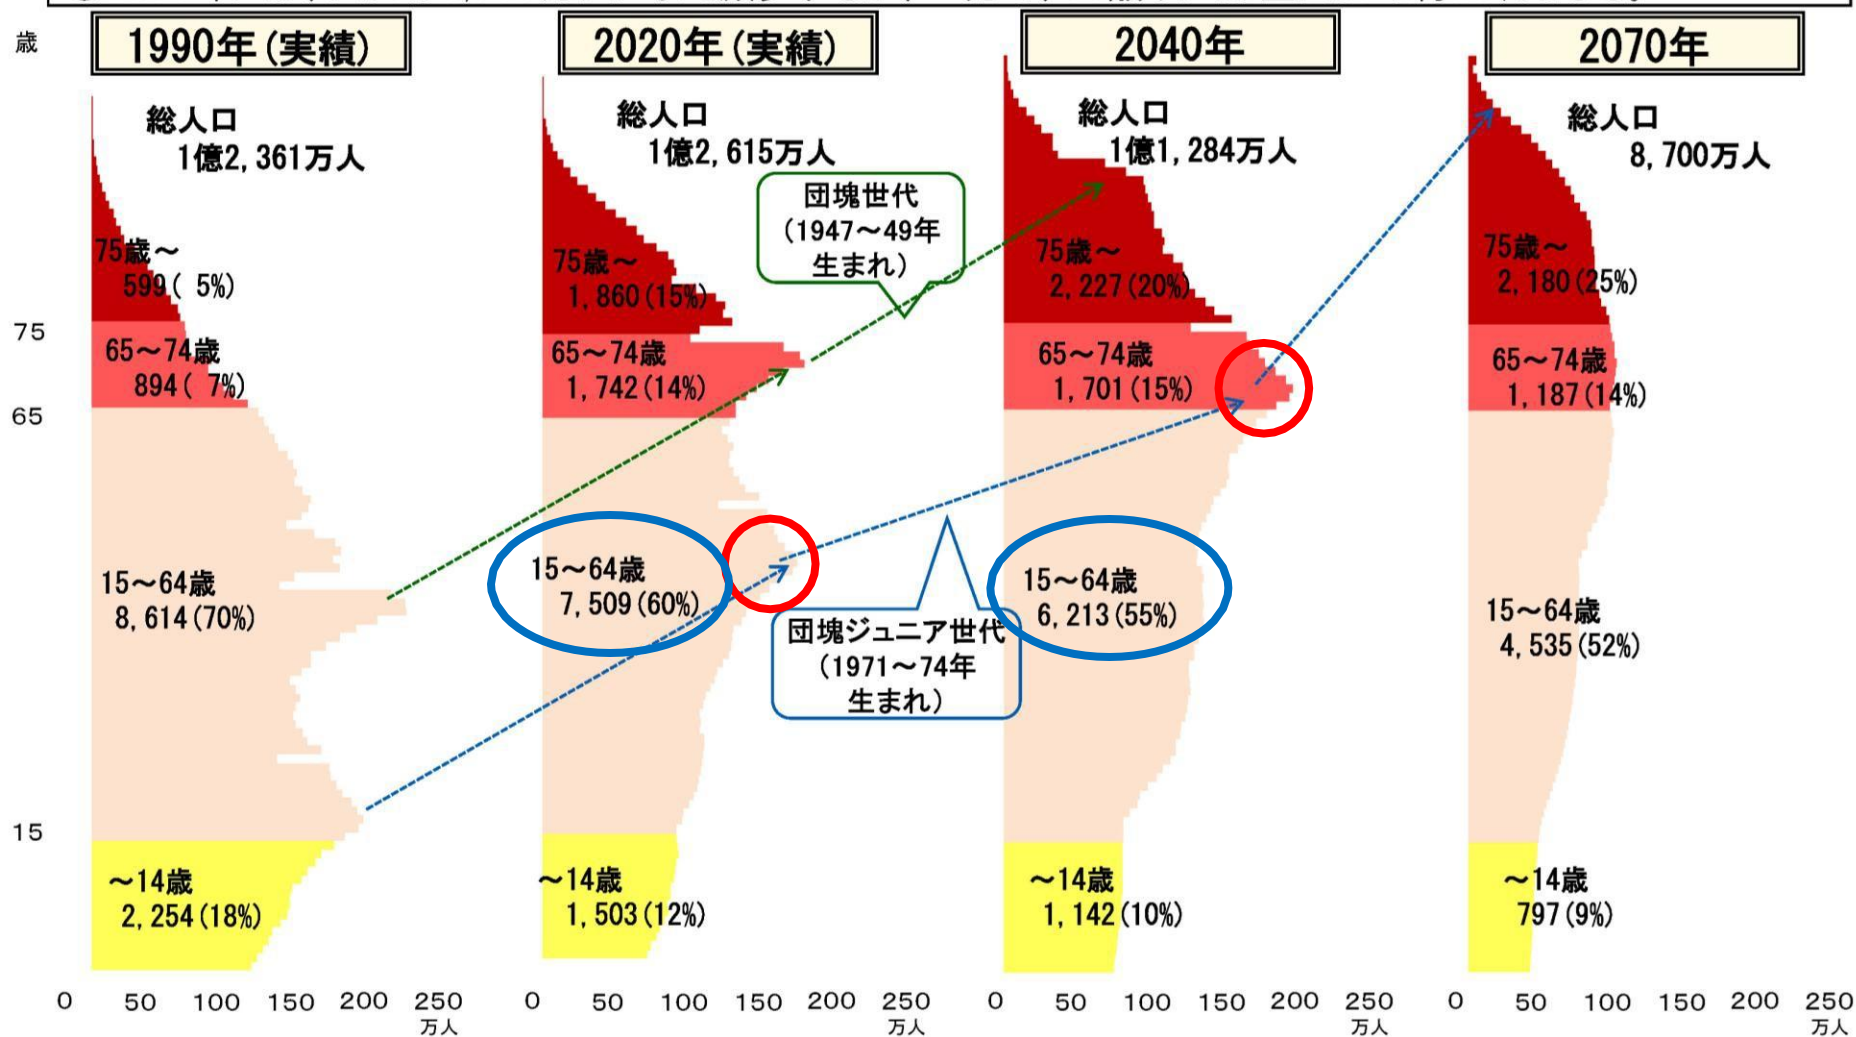 歳
1990年(実績)
2020年(実績)
2040年
2070年
総人口
1億2,361万人
75歳～
599( 5%)
65～74歳
894( 7%)
15～64歳
8,614(70%)
～14歳
2,254(18%)
総人口
1億2,615万人
75歳～
1,860(15%)
65～74歳
1,742(14%)
15～64歳
7,509(60%)
～14歳
1,503(12%)
団塊世代
(1947～49年
生まれ)
団塊ジュニア世代
(1971～74年
生まれ)
総人口
1億1,284万人
75歳～
2,227(20%)
65～74歳
1,701(15%)
15～64歳
6,213(55%)
～14歳
1,142(10%)
総人口
8,700万人
75歳～
2,180(25%)
65～74歳
1,187(14%)
15～64歳
4,535(52%)
～14歳
797(9%)
75
65
15
0 50 100 150 200 250
万人
0 50 100 150 200 250
万人
0 50 100 150 200 250
万人
0 50 100 150 200 250
万人